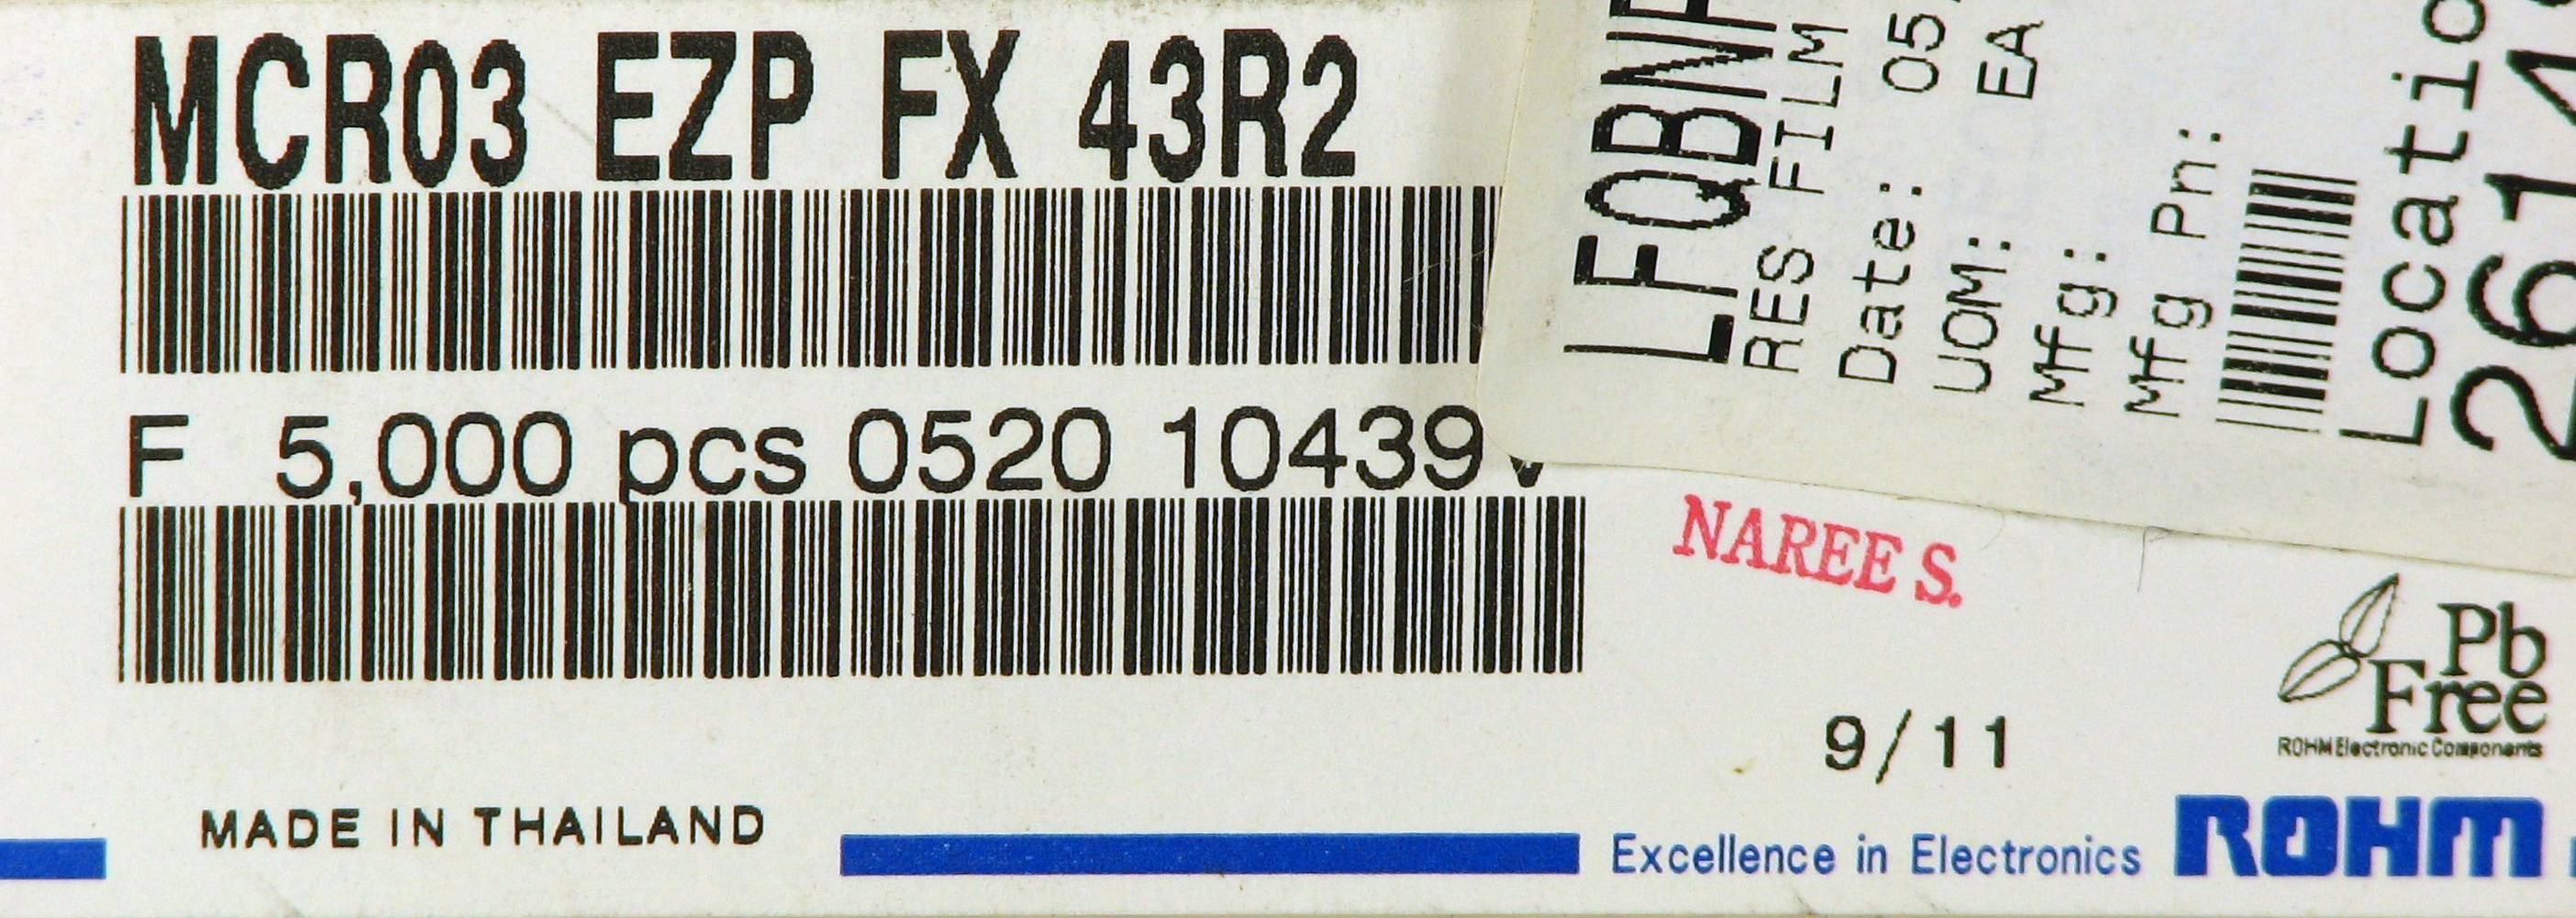 MCR03 EZP FX 43R2
F 5,000 pcs 0520 10439
MADE IN THAILAND
NAREE S.
9/11
Pb
Free
ROHM Electronic Components
Excellence in Electronics ROHM
RES FILM
Date: 05
UOM: EA
Mfg:
Mfg Pn: